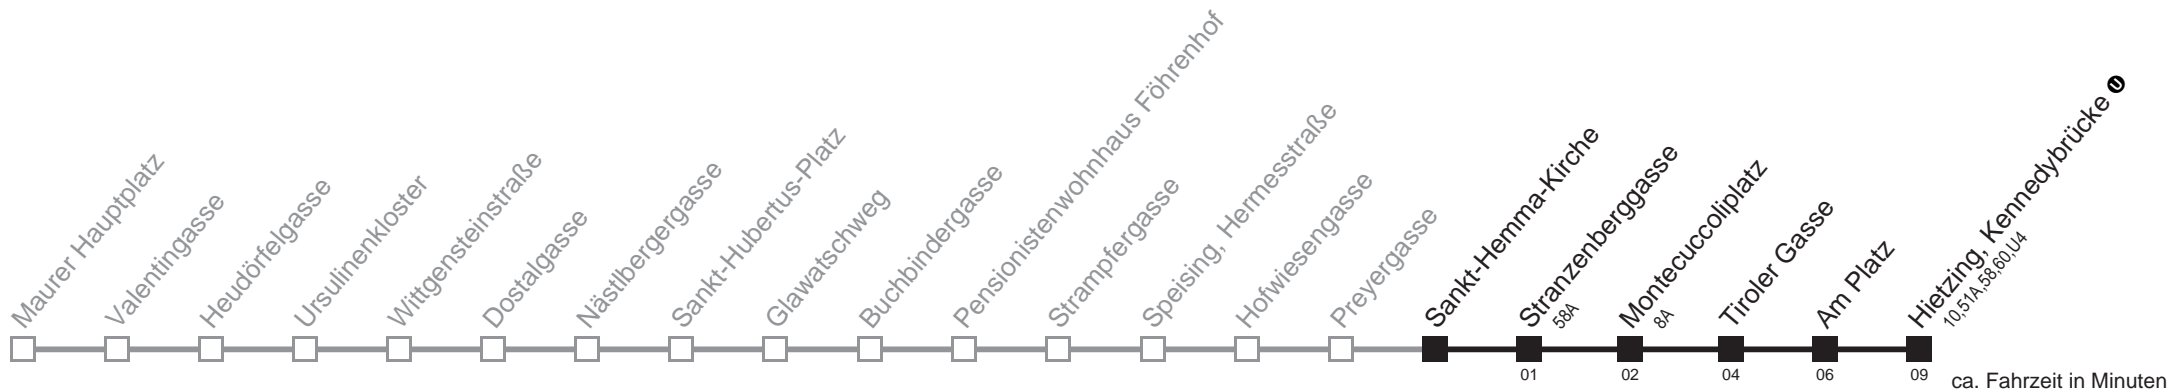 Maurer Hauptplatz
Valentingasse
Heudörfelgasse
Ursulinenkloster
Wittgensteinstraße
Dostalgasse
Nästlbergergasse
Sankt-Hubertus-Platz
Glawatschweg
Buchbindergasse
Pensionistenwohnhaus Föhrenhof
Strampfergasse
Speising, Hermesstraße
Hofwiesengasse
Preyergasse
Sankt-Hemma-Kirche
Stranzenberggasse
58A
Montecuccoliplatz
8A
Tiroler Gasse
Am Platz
Hietzing, Kennedybrücke U
10,51A,58,60,U4
01 02 04 06 09 ca. Fahrzeit in Minuten